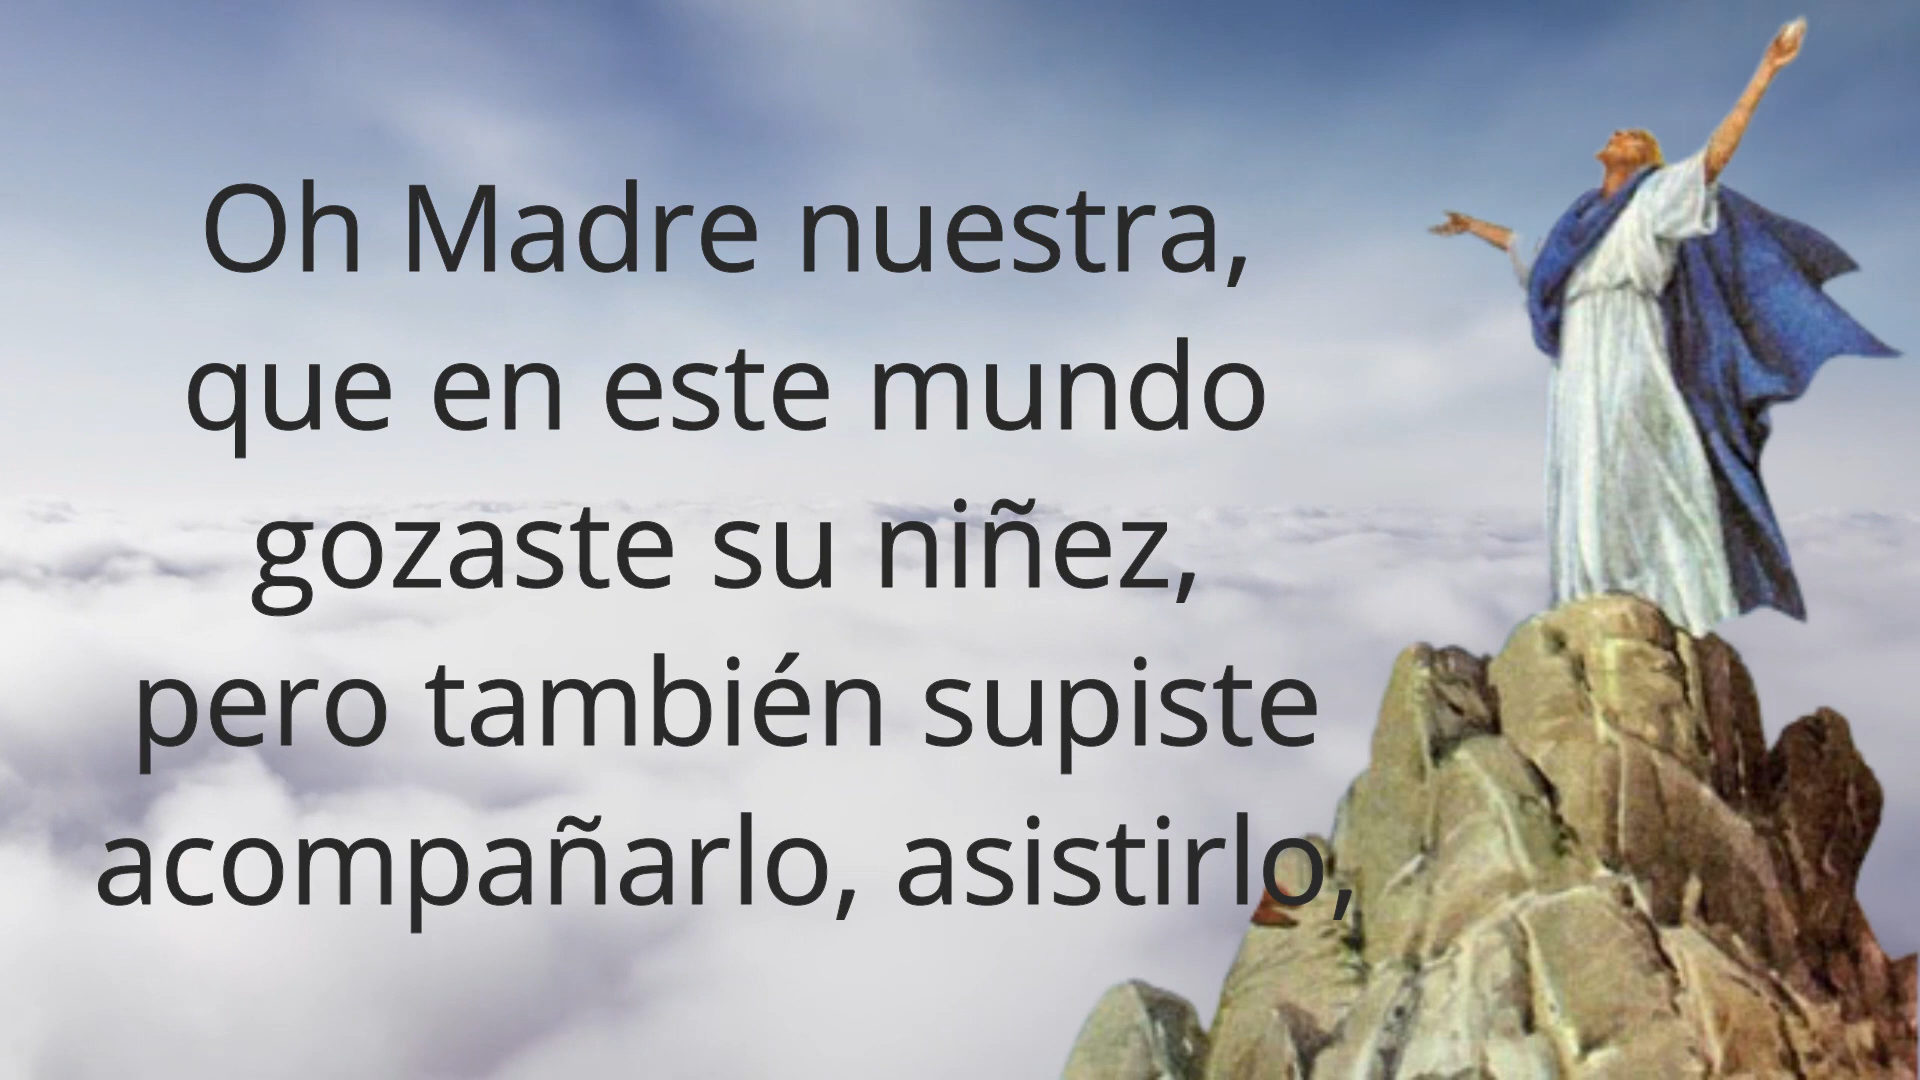 Oh Madre nuestra,
que en este mundo
gozaste su niñez,
pero también supiste
acompañarlo, asistirlo,